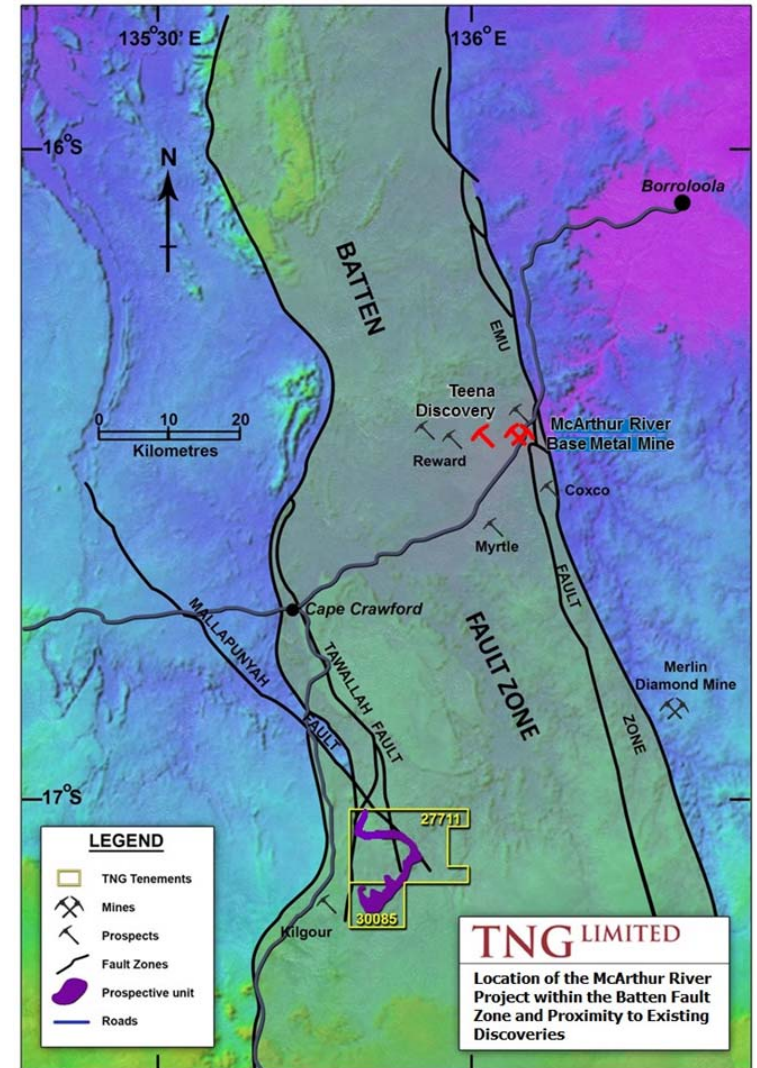 135°30' E
136°E
16°S
N
Borroloola
BATTEN
EMU
Teena
Discovery
McArthur River
Base Metal Mine
0 10 20
Kilometres
Reward
Coxco
Myrtle
FAULT
Cape Crawford
MALLAPUNYAH
FAULT
TAWALLAH FAULT
FAULT ZONE
Merlin
Diamond Mine
ZONE
17°S
27711
30085
Kilgour
LEGEND
TNG Tenements
Mines
Prospects
Fault Zones
Prospective unit
Roads
TNG LIMITED
Location of the McArthur River
Project within the Batten Fault
Zone and Proximity to Existing
Discoveries